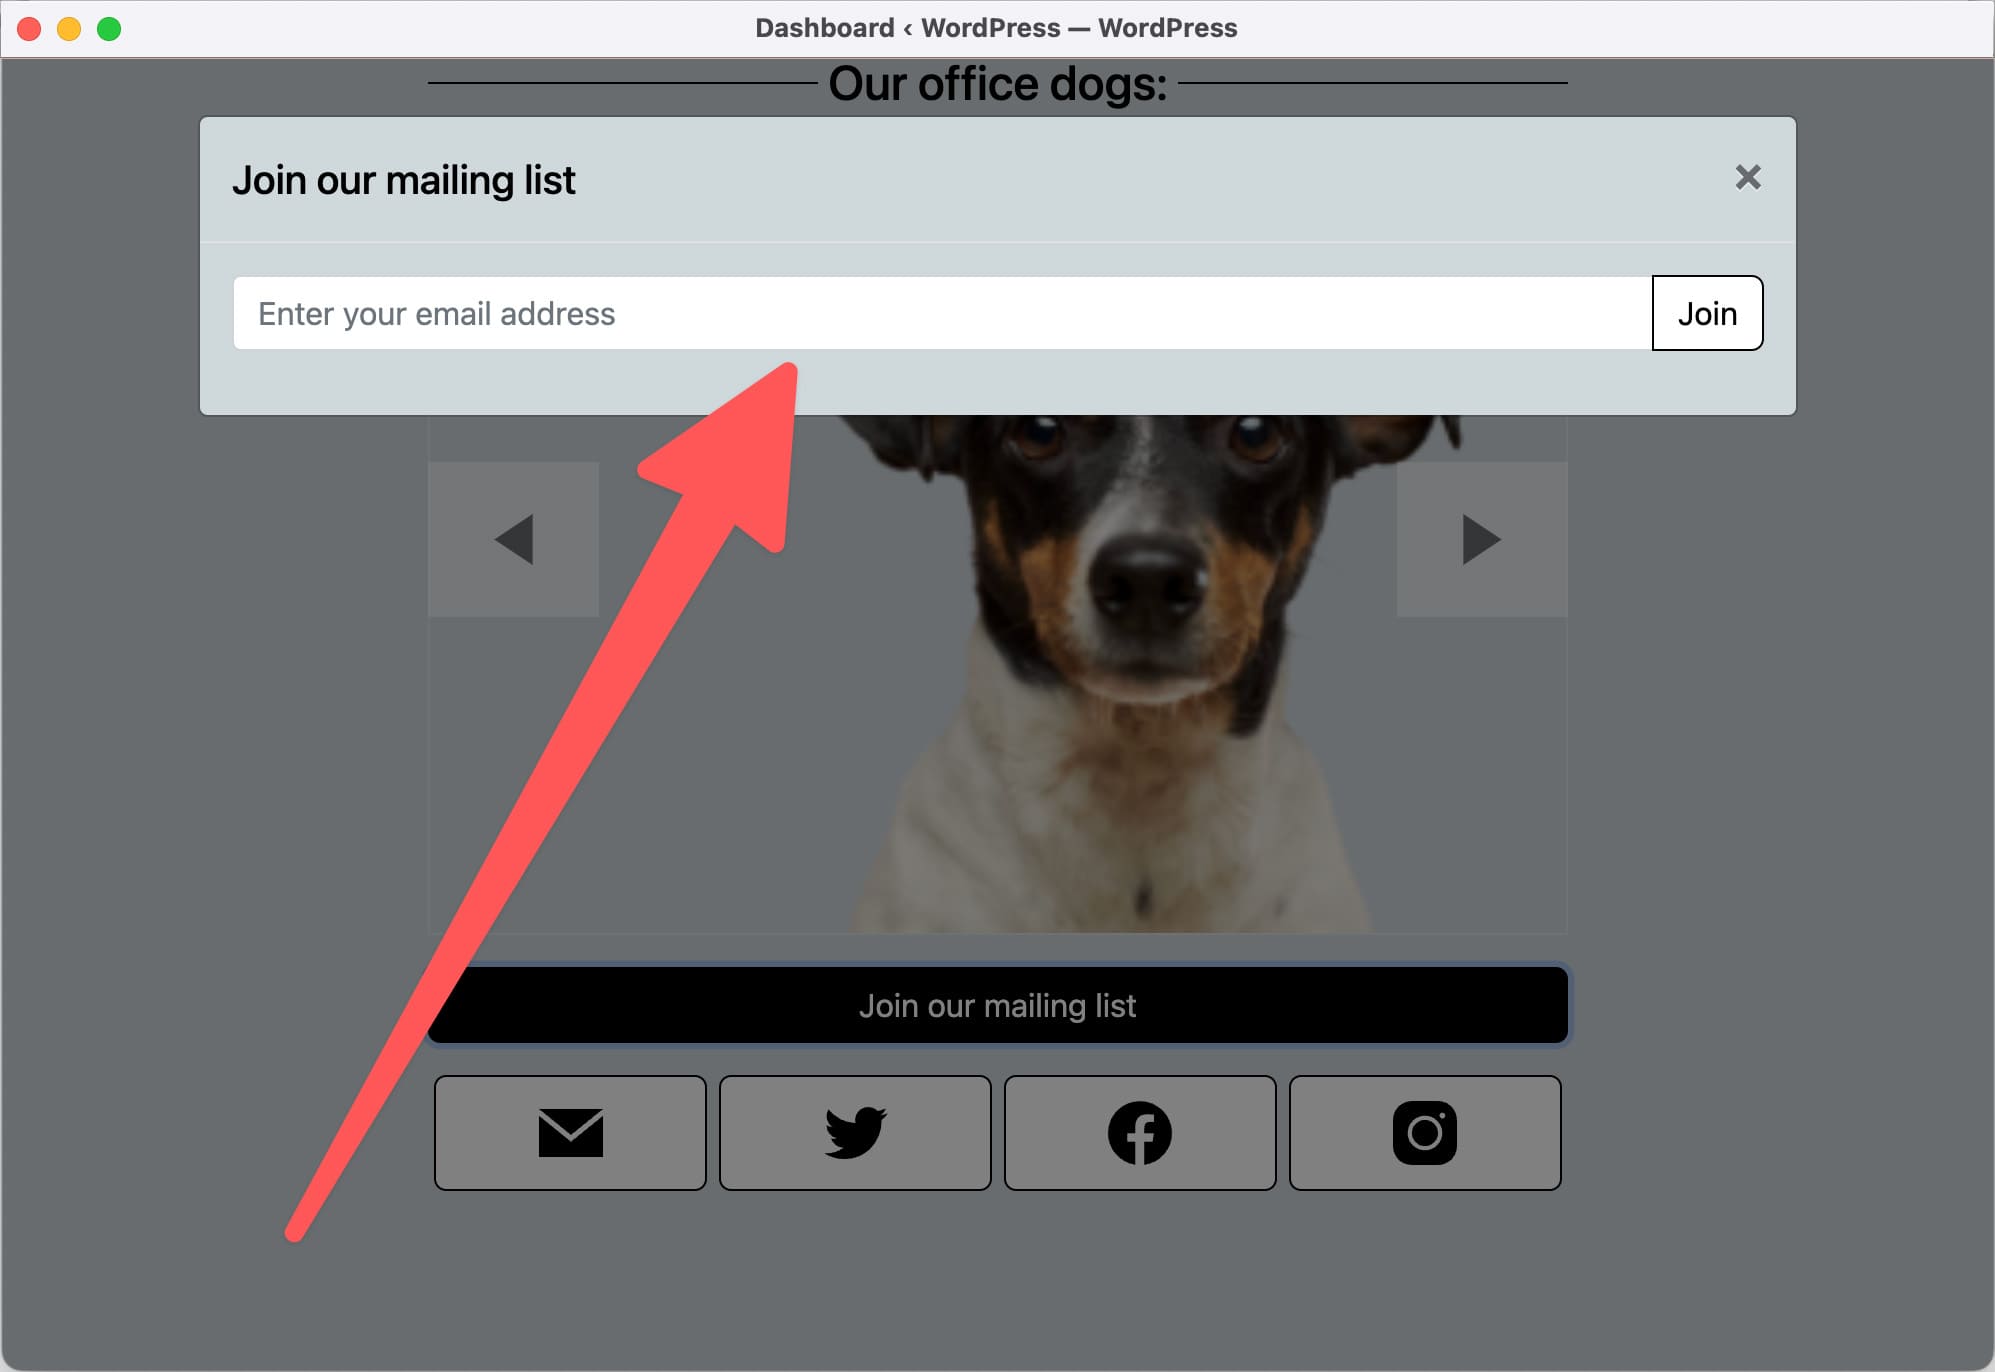 Dashboard ‹ WordPress — WordPress
Our office dogs:
Join our mailing list
Enter your email address
Join
Join our mailing list